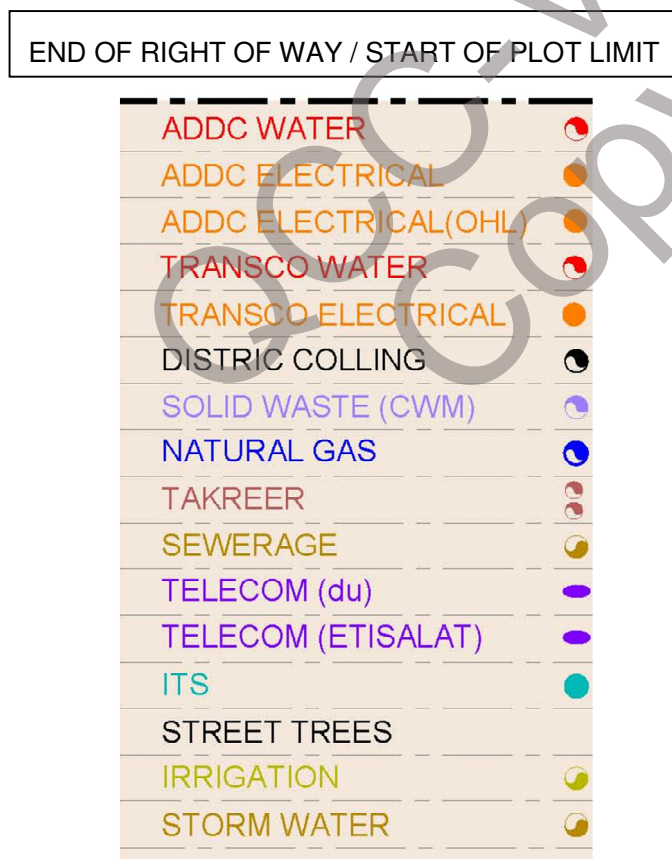 END OF RIGHT OF WAY / START OF PLOT LIMIT
ADDC WATER
ADDC ELECTRICAL
ADDC ELECTRICAL(OHL)
TRANSCO WATER
TRANSCO ELECTRICAL
DISTRIC COLLING
SOLID WASTE (CWM)
NATURAL GAS
TAKREER
SEWERAGE
TELECOM (du)
TELECOM (ETISALAT)
ITS
STREET TREES
IRRIGATION
STORM WATER